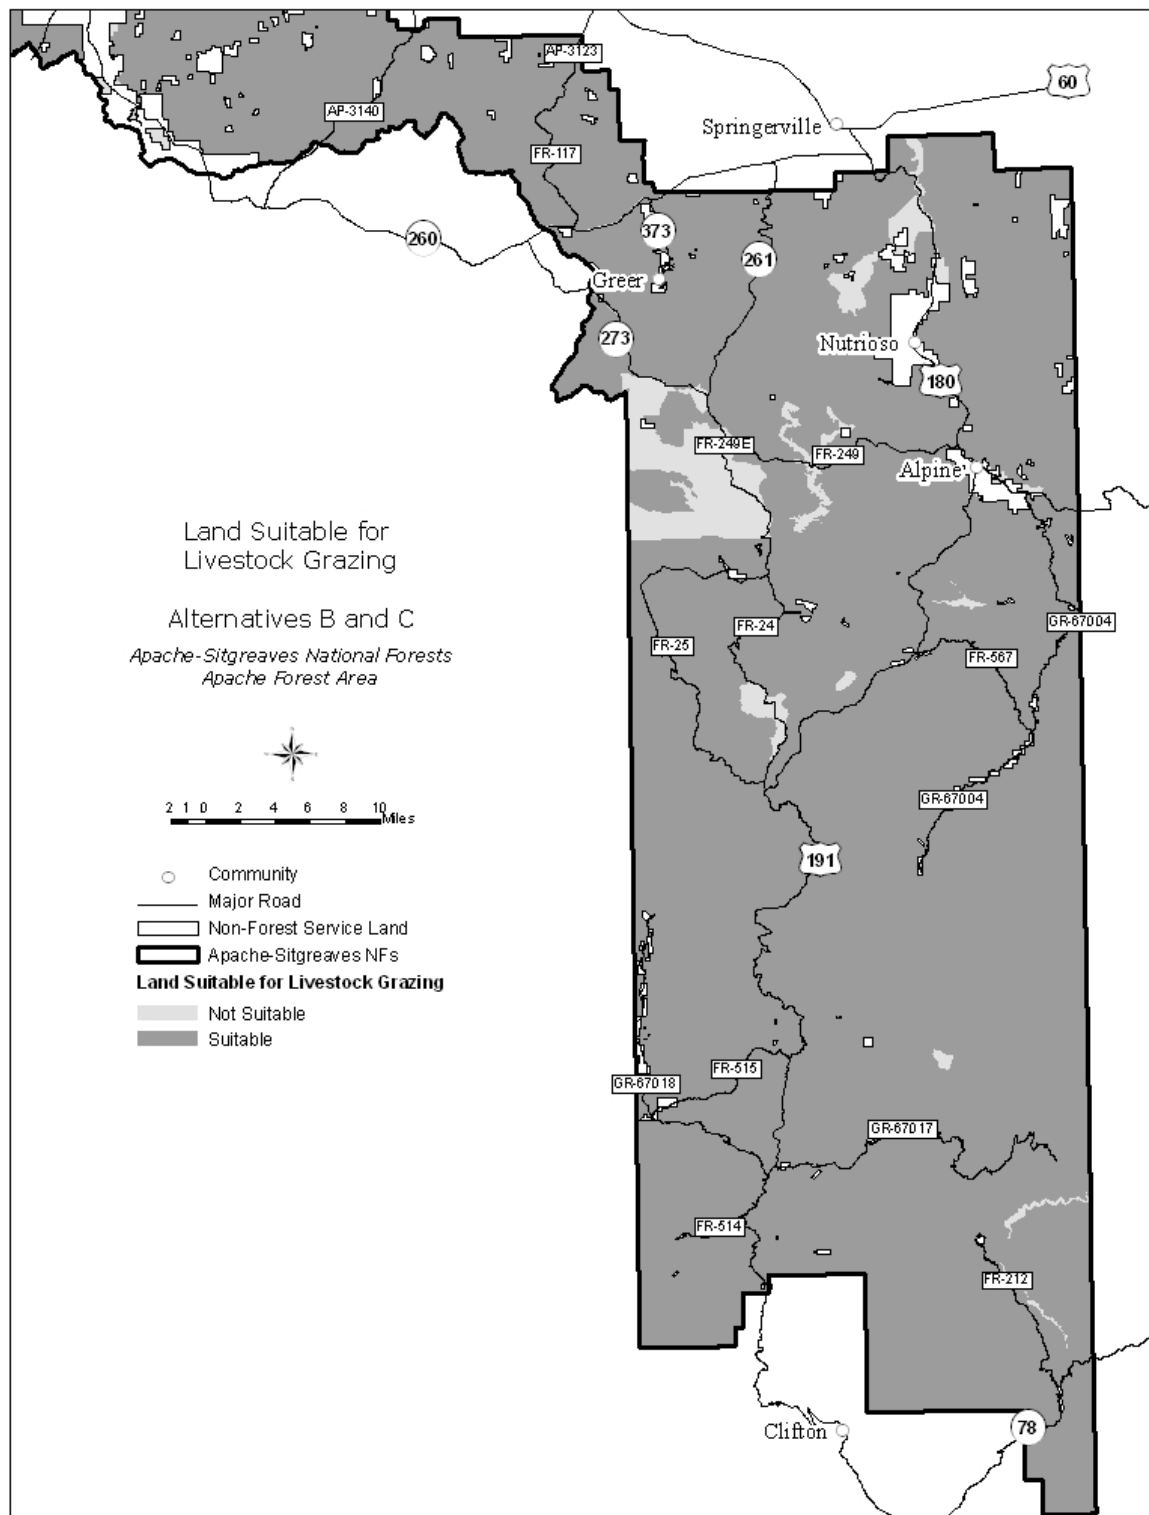 AP-3123
60
AP-3140
Springerville
FR-117
373
260
261
Greer
273
Nutrioso
180
FR-249E
FR-249
Alpine
Land Suitable for
Livestock Grazing
Alternatives B and C
Apache-Sitgreaves National Forests
Apache Forest Area
FR-24
GR-67004
FR-25
FR-567
2 1 0 2 4 6 8 10
Miles
GR-67004
191
Community
Major Road
Non-Forest Service Land
Apache-Sitgreaves NFs
Land Suitable for Livestock Grazing
Not Suitable
Suitable
FR-515
GR-67018
GR-67017
FR-514
FR-212
Clifton
78